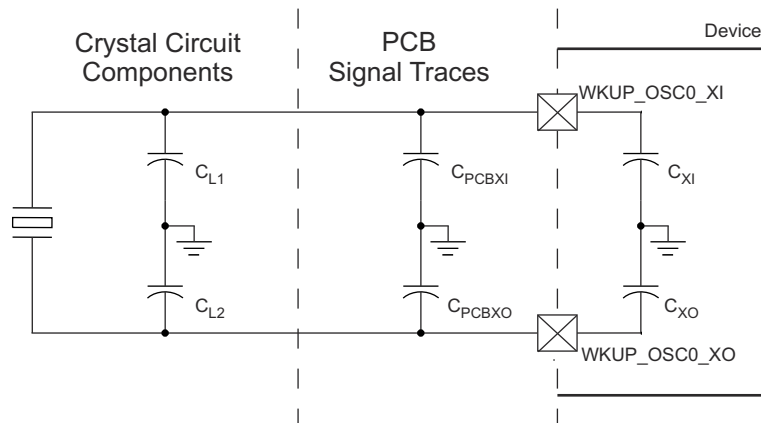 Crystal Circuit
Components
PCB
Signal Traces
Device
WKUP_OSC0_XI
CL1
CPCBXI
CXI
CL2
CPCBXO
CXO
WKUP_OSC0_XO